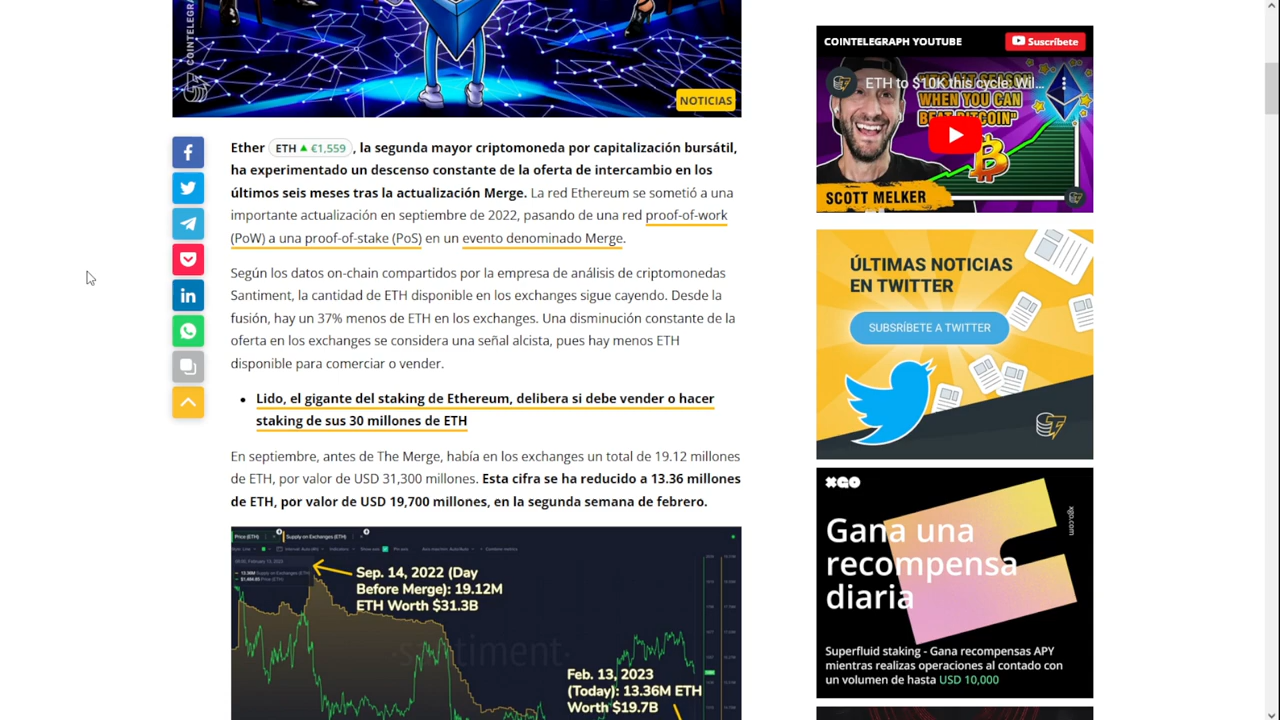 COINTELEGRAPH
NOTICIAS
Ether ETH ▲ €1,559 , la segunda mayor criptomoneda por capitalización bursátil,
ha experimentado un descenso constante de la oferta de intercambio en los
últimos seis meses tras la actualización Merge. La red Ethereum se sometió a una
importante actualización en septiembre de 2022, pasando de una red proof-of-work
(PoW) a una proof-of-stake (PoS) en un evento denominado Merge.
Según los datos on-chain compartidos por la empresa de análisis de criptomonedas
Santiment, la cantidad de ETH disponible en los exchanges sigue cayendo. Desde la
fusión, hay un 37% menos de ETH en los exchanges. Una disminución constante de la
oferta en los exchanges se considera una señal alcista, pues hay menos ETH
disponible para comerciar o vender.
• Lido, el gigante del staking de Ethereum, delibera si debe vender o hacer
staking de sus 30 millones de ETH
En septiembre, antes de The Merge, había en los exchanges un total de 19.12 millones
de ETH, por valor de USD 31,300 millones. Esta cifra se ha reducido a 13.36 millones
de ETH, por valor de USD 19,700 millones, en la segunda semana de febrero.
Price (ETH) Supply on Exchanges (ETH)
Sep. 14, 2022 (Day
Before Merge): 19.12M
ETH Worth $31.3B
·santiment·
Feb. 13, 2023
(Today): 13.36M ETH
Worth $19.7B
COINTELEGRAPH YOUTUBE
Suscríbete
ETH to $10K this cycle: Wil...
WHEN YOU CAN
BEAT BITCOIN"
SCOTT MELKER
ÚLTIMAS NOTICIAS
EN TWITTER
SUBSRÍBETE A TWITTER
XGO
xgo.com
Gana una
recompensa
diaria
Superfluid staking - Gana recompensas APY
mientras realizas operaciones al contado con
un volumen de hasta USD 10,000